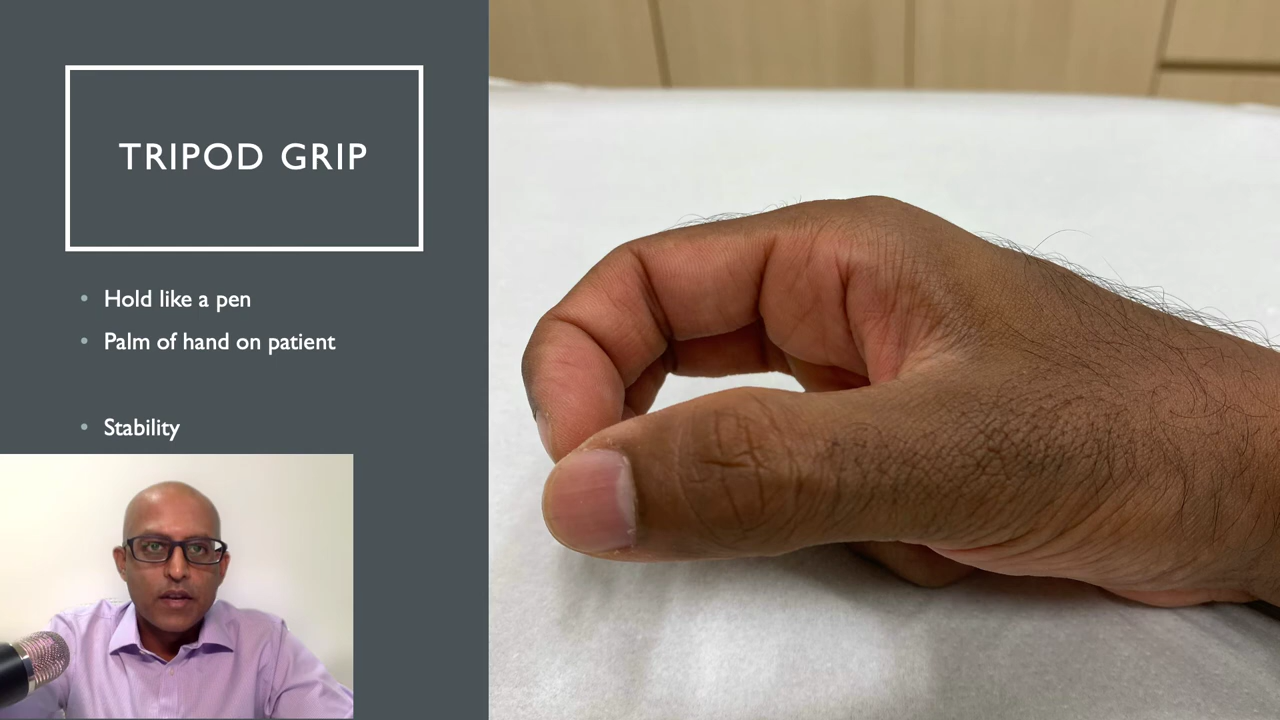 TRIPOD GRIP
• Hold like a pen
• Palm of hand on patient
• Stability